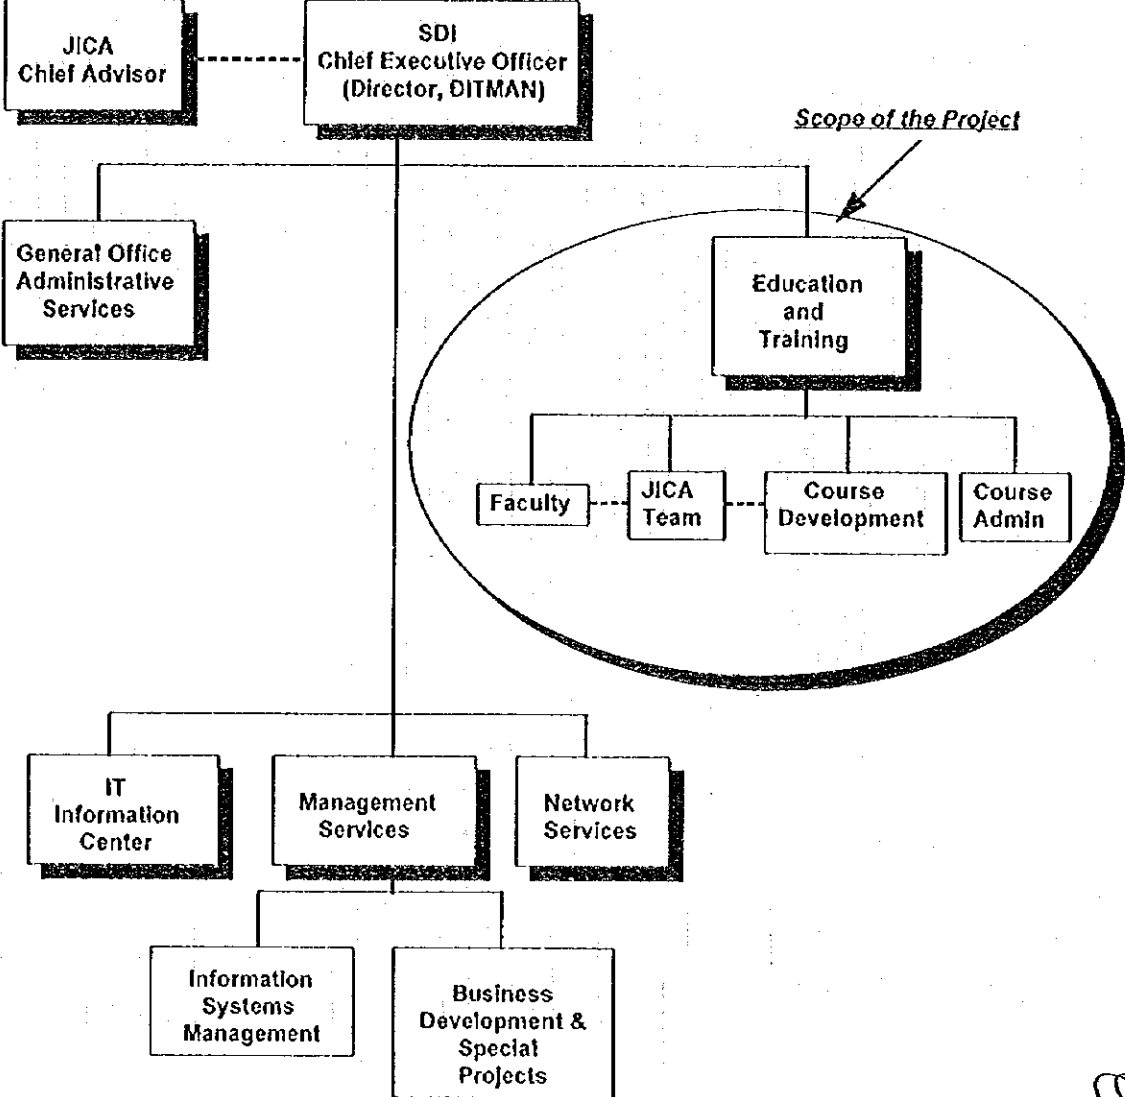 JICA
Chief Advisor
SDI
Chief Executive Officer
(Director, DITMAN)
Scope of the Project
General Office
Administrative
Services
Education
and
Training
Faculty
JICA
Team
Course
Development
Course
Admin
IT
Information
Center
Management
Services
Network
Services
Information
Systems
Management
Business
Development &
Special
Projects